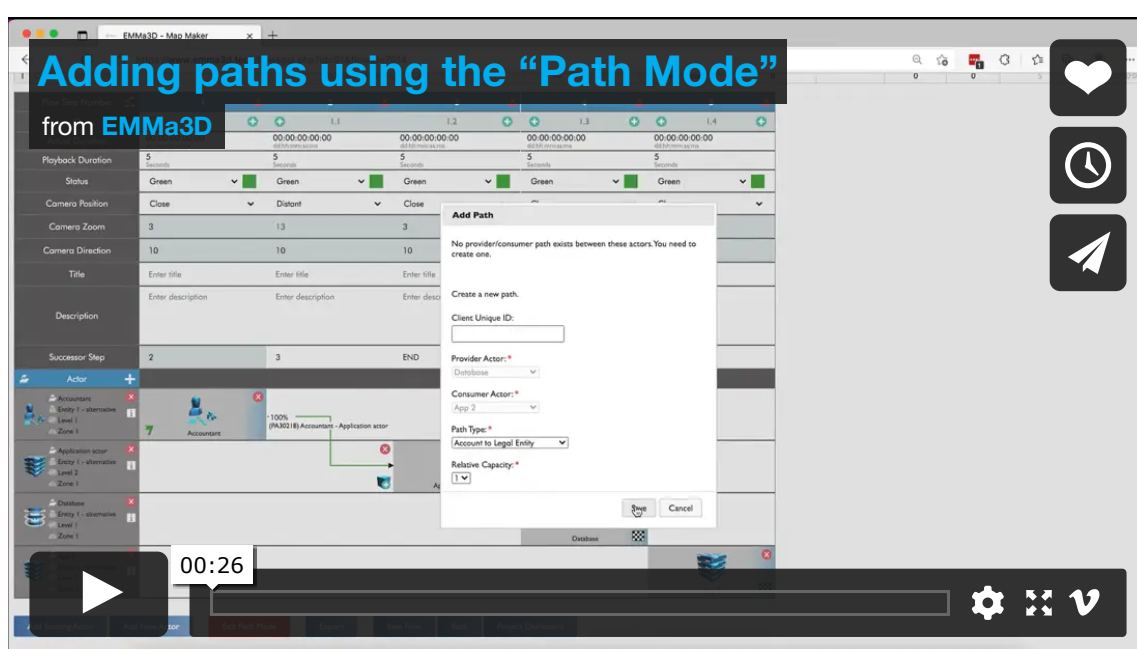 EMMa3D - Map Maker
Adding paths using the “Path Mode”
from EMMa3D
0 0
1.1 1.2 1.3 1.4
00:00:00:00:00 00:00:00:00:00 00:00:00:00:00 00:00:00:00:00
Playback Duration 5 5 5 5 5
Seconds Seconds Seconds Seconds Seconds
Status Green Green Green Green Green
Camera Position Close Distant Close
Camera Zoom 3 13 3
Camera Direction 10 10 10
Title Enter title Enter title Enter title
Description Enter description Enter description Enter desc
Successor Step 2 3 END
Add Path
No provider/consumer path exists between these actors. You need to
create one.
Create a new path.
Client Unique ID:
Provider Actor: *
Database
Consumer Actor: *
App 2
Path Type: *
Account to Legal Entity
Relative Capacity: *
1
Save Cancel
Actor
Accountant
Entity 1 - alternative
Level 1
Zone 1
7 Accountant
100%
(PA30218) Accountant - Application actor
Application actor
Entity 1 - alternative
Level 2
Zone 1
Database
Entity 1 - alternative
Level 1
Zone 1
Database
00:26